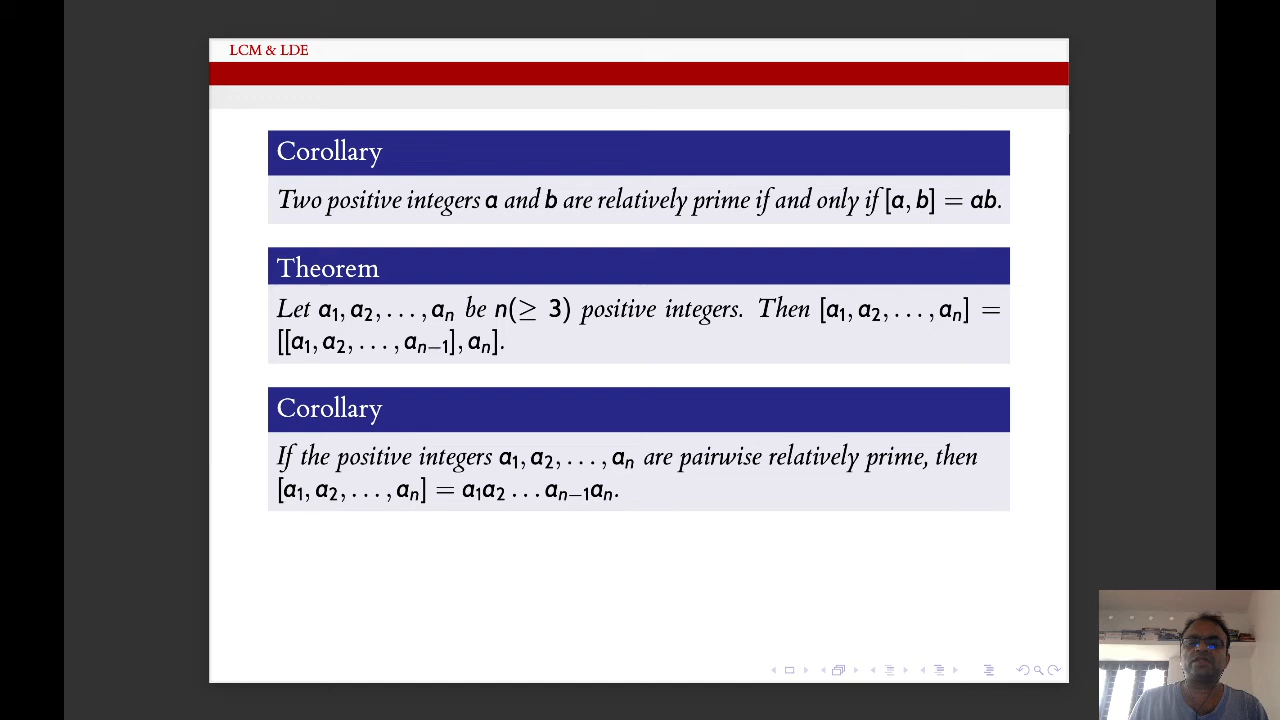 LCM & LDE
Corollary
Two positive integers a and b are relatively prime if and only if [a, b] = ab.
Theorem
Let a₁, a₂, . . . , aₙ be n(≥ 3) positive integers. Then [a₁, a₂, . . . , aₙ] =
[[a₁, a₂, . . . , aₙ₋₁], aₙ].
Corollary
If the positive integers a₁, a₂, . . . , aₙ are pairwise relatively prime, then
[a₁, a₂, . . . , aₙ] = a₁a₂ . . . aₙ₋₁aₙ.